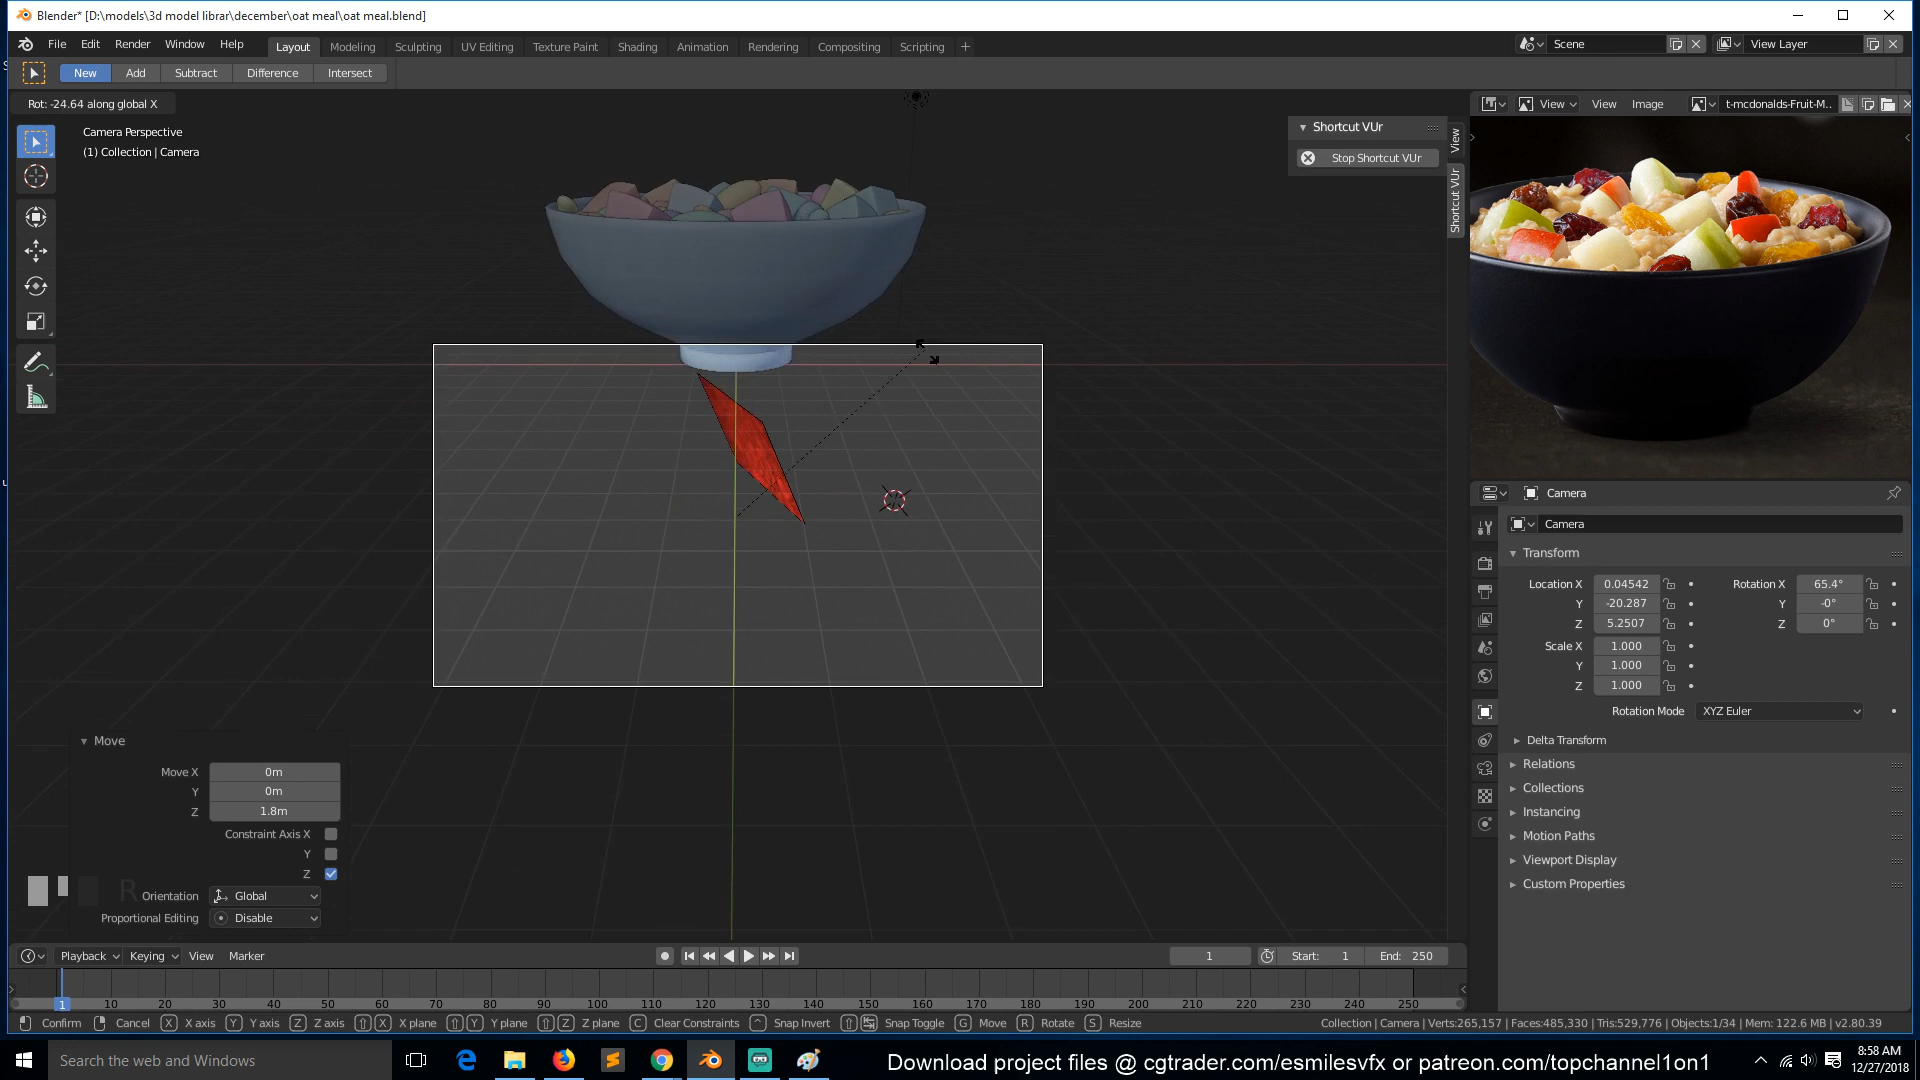 Blender* [D:\models\3d model librar\december\oat meal\oat meal.blend]
File Edit Render Window Help Layout Modeling Sculpting UV Editing Texture Paint Shading Animation Rendering Compositing Scripting + Scene View Layer
New Add Subtract Difference Intersect
Rot: -24.64 along global X
View View Image t-mcdonalds-Fruit-M..
Camera Perspective
(1) Collection | Camera
Shortcut VUr
Stop Shortcut VUr
View
Shortcut VUr
Camera
Camera
Transform
Location X 0.04542 Rotation X 65.4°
Y -20.287 Y -0°
Z 5.2507 Z 0°
Scale X 1.000
Y 1.000
Z 1.000
Rotation Mode XYZ Euler
Delta Transform
Relations
Collections
Instancing
Motion Paths
Viewport Display
Custom Properties
Move
Move X 0m
Y 0m
Z 1.8m
Constraint Axis X
Y
Z
R
Orientation Global
Proportional Editing Disable
Playback Keying View Marker 1 Start: 1 End: 250
1 10 20 30 40 50 60 70 80 90 100 110 120 130 140 150 160 170 180 190 200 210 220 230 240 250
Confirm Cancel X X axis Y Y axis Z Z axis X X plane Y Y plane Z Z plane C Clear Constraints Snap Invert Snap Toggle G Move R Rotate S Resize Collection | Camera | Verts:265,157 | Faces:485,330 | Tris:529,776 | Objects:1/34 | Mem: 122.6 MB | v2.80.39
Search the web and Windows
Download project files @ cgtrader.com/esmilesvfx or patreon.com/topchannel1on1
8:58 AM
12/27/2018